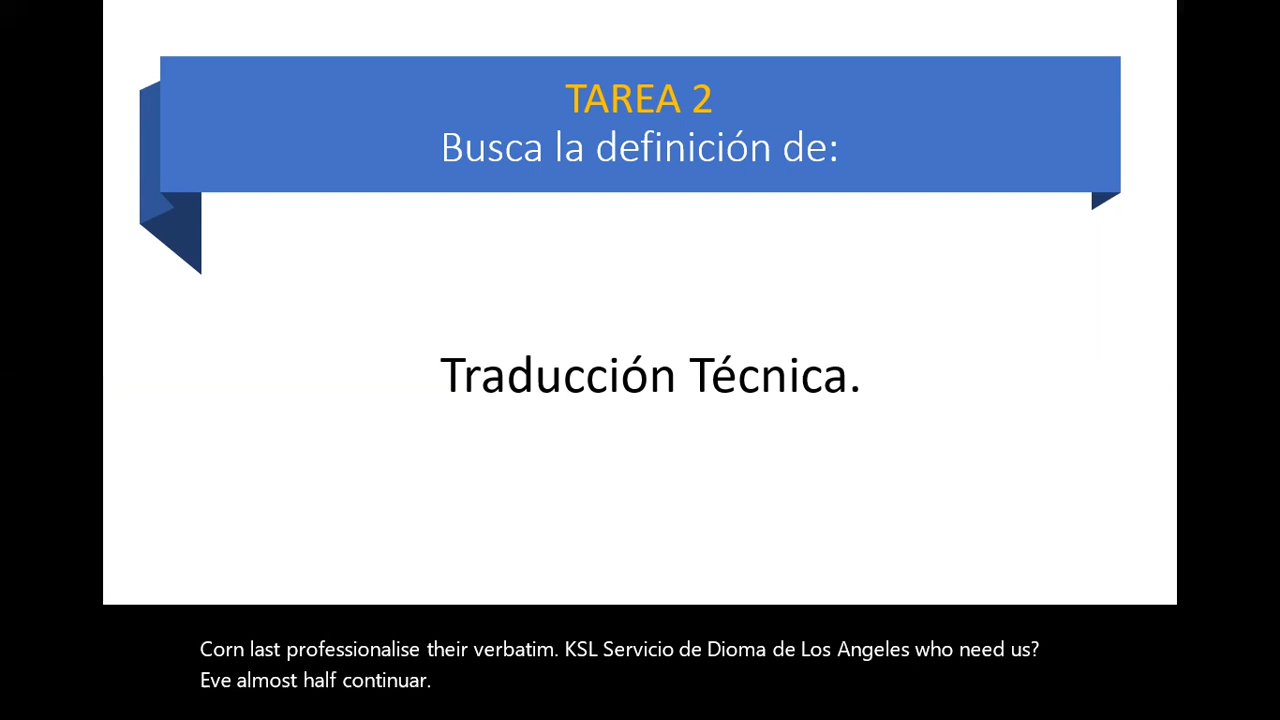 TAREA 2
Busca la definición de:
Traducción Técnica.
Corn last professionalise their verbatim. KSL Servicio de Dioma de Los Angeles who need us?
Eve almost half continuar.